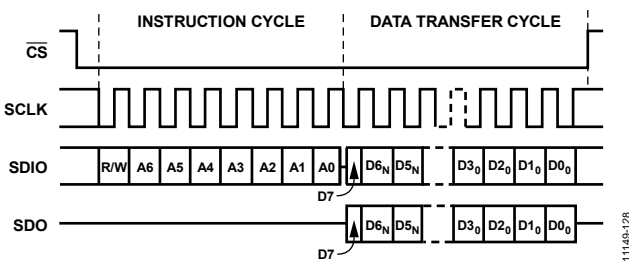 INSTRUCTION CYCLE DATA TRANSFER CYCLE
CS
SCLK
SDIO R/W A6 A5 A4 A3 A2 A1 A0 D6N D5N D30 D20 D10 D00
D7
SDO D6N D5N D30 D20 D10 D00
D7
11149-128